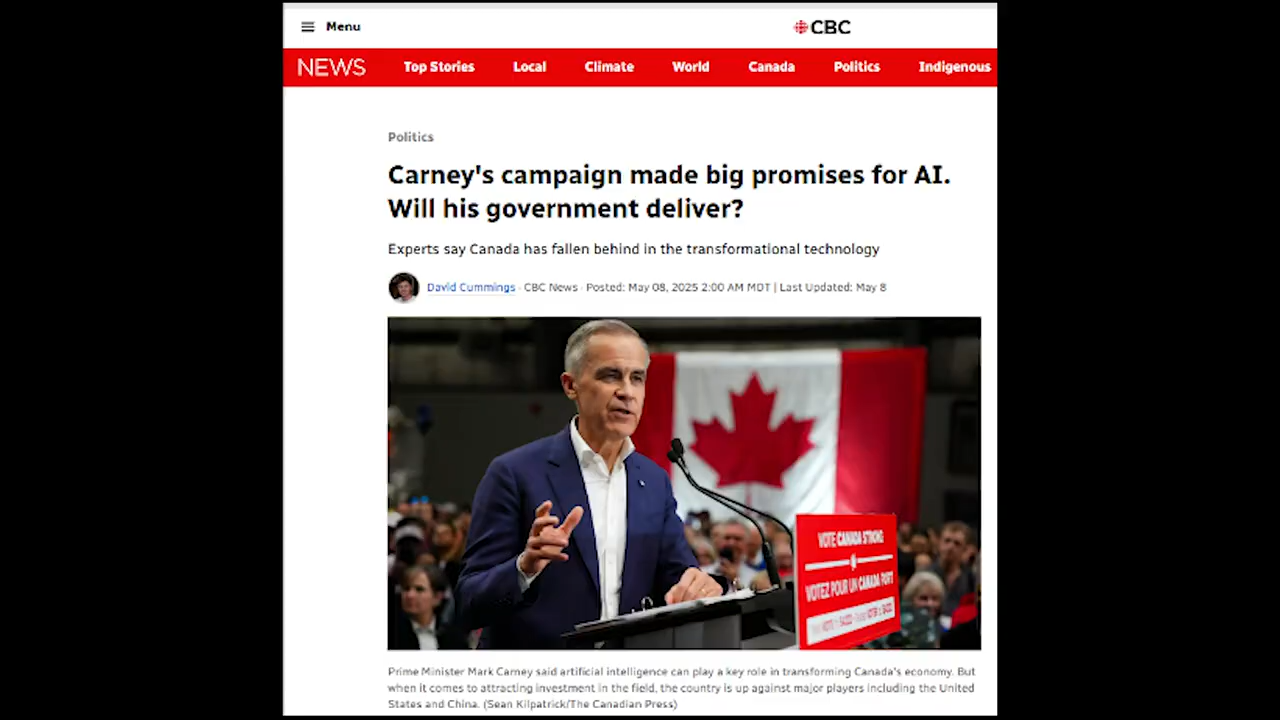 Menu
CBC
NEWS Top Stories Local Climate World Canada Politics Indigenous
Politics
Carney's campaign made big promises for AI.
Will his government deliver?
Experts say Canada has fallen behind in the transformational technology
David Cummings · CBC News · Posted: May 08, 2025 2:00 AM MDT | Last Updated: May 8
VOTE CANADA STRONG
VOTEZ POUR UN CANADA FORT
Prime Minister Mark Carney said artificial intelligence can play a key role in transforming Canada's economy. But
when it comes to attracting investment in the field, the country is up against major players including the United
States and China. (Sean Kilpatrick/The Canadian Press)